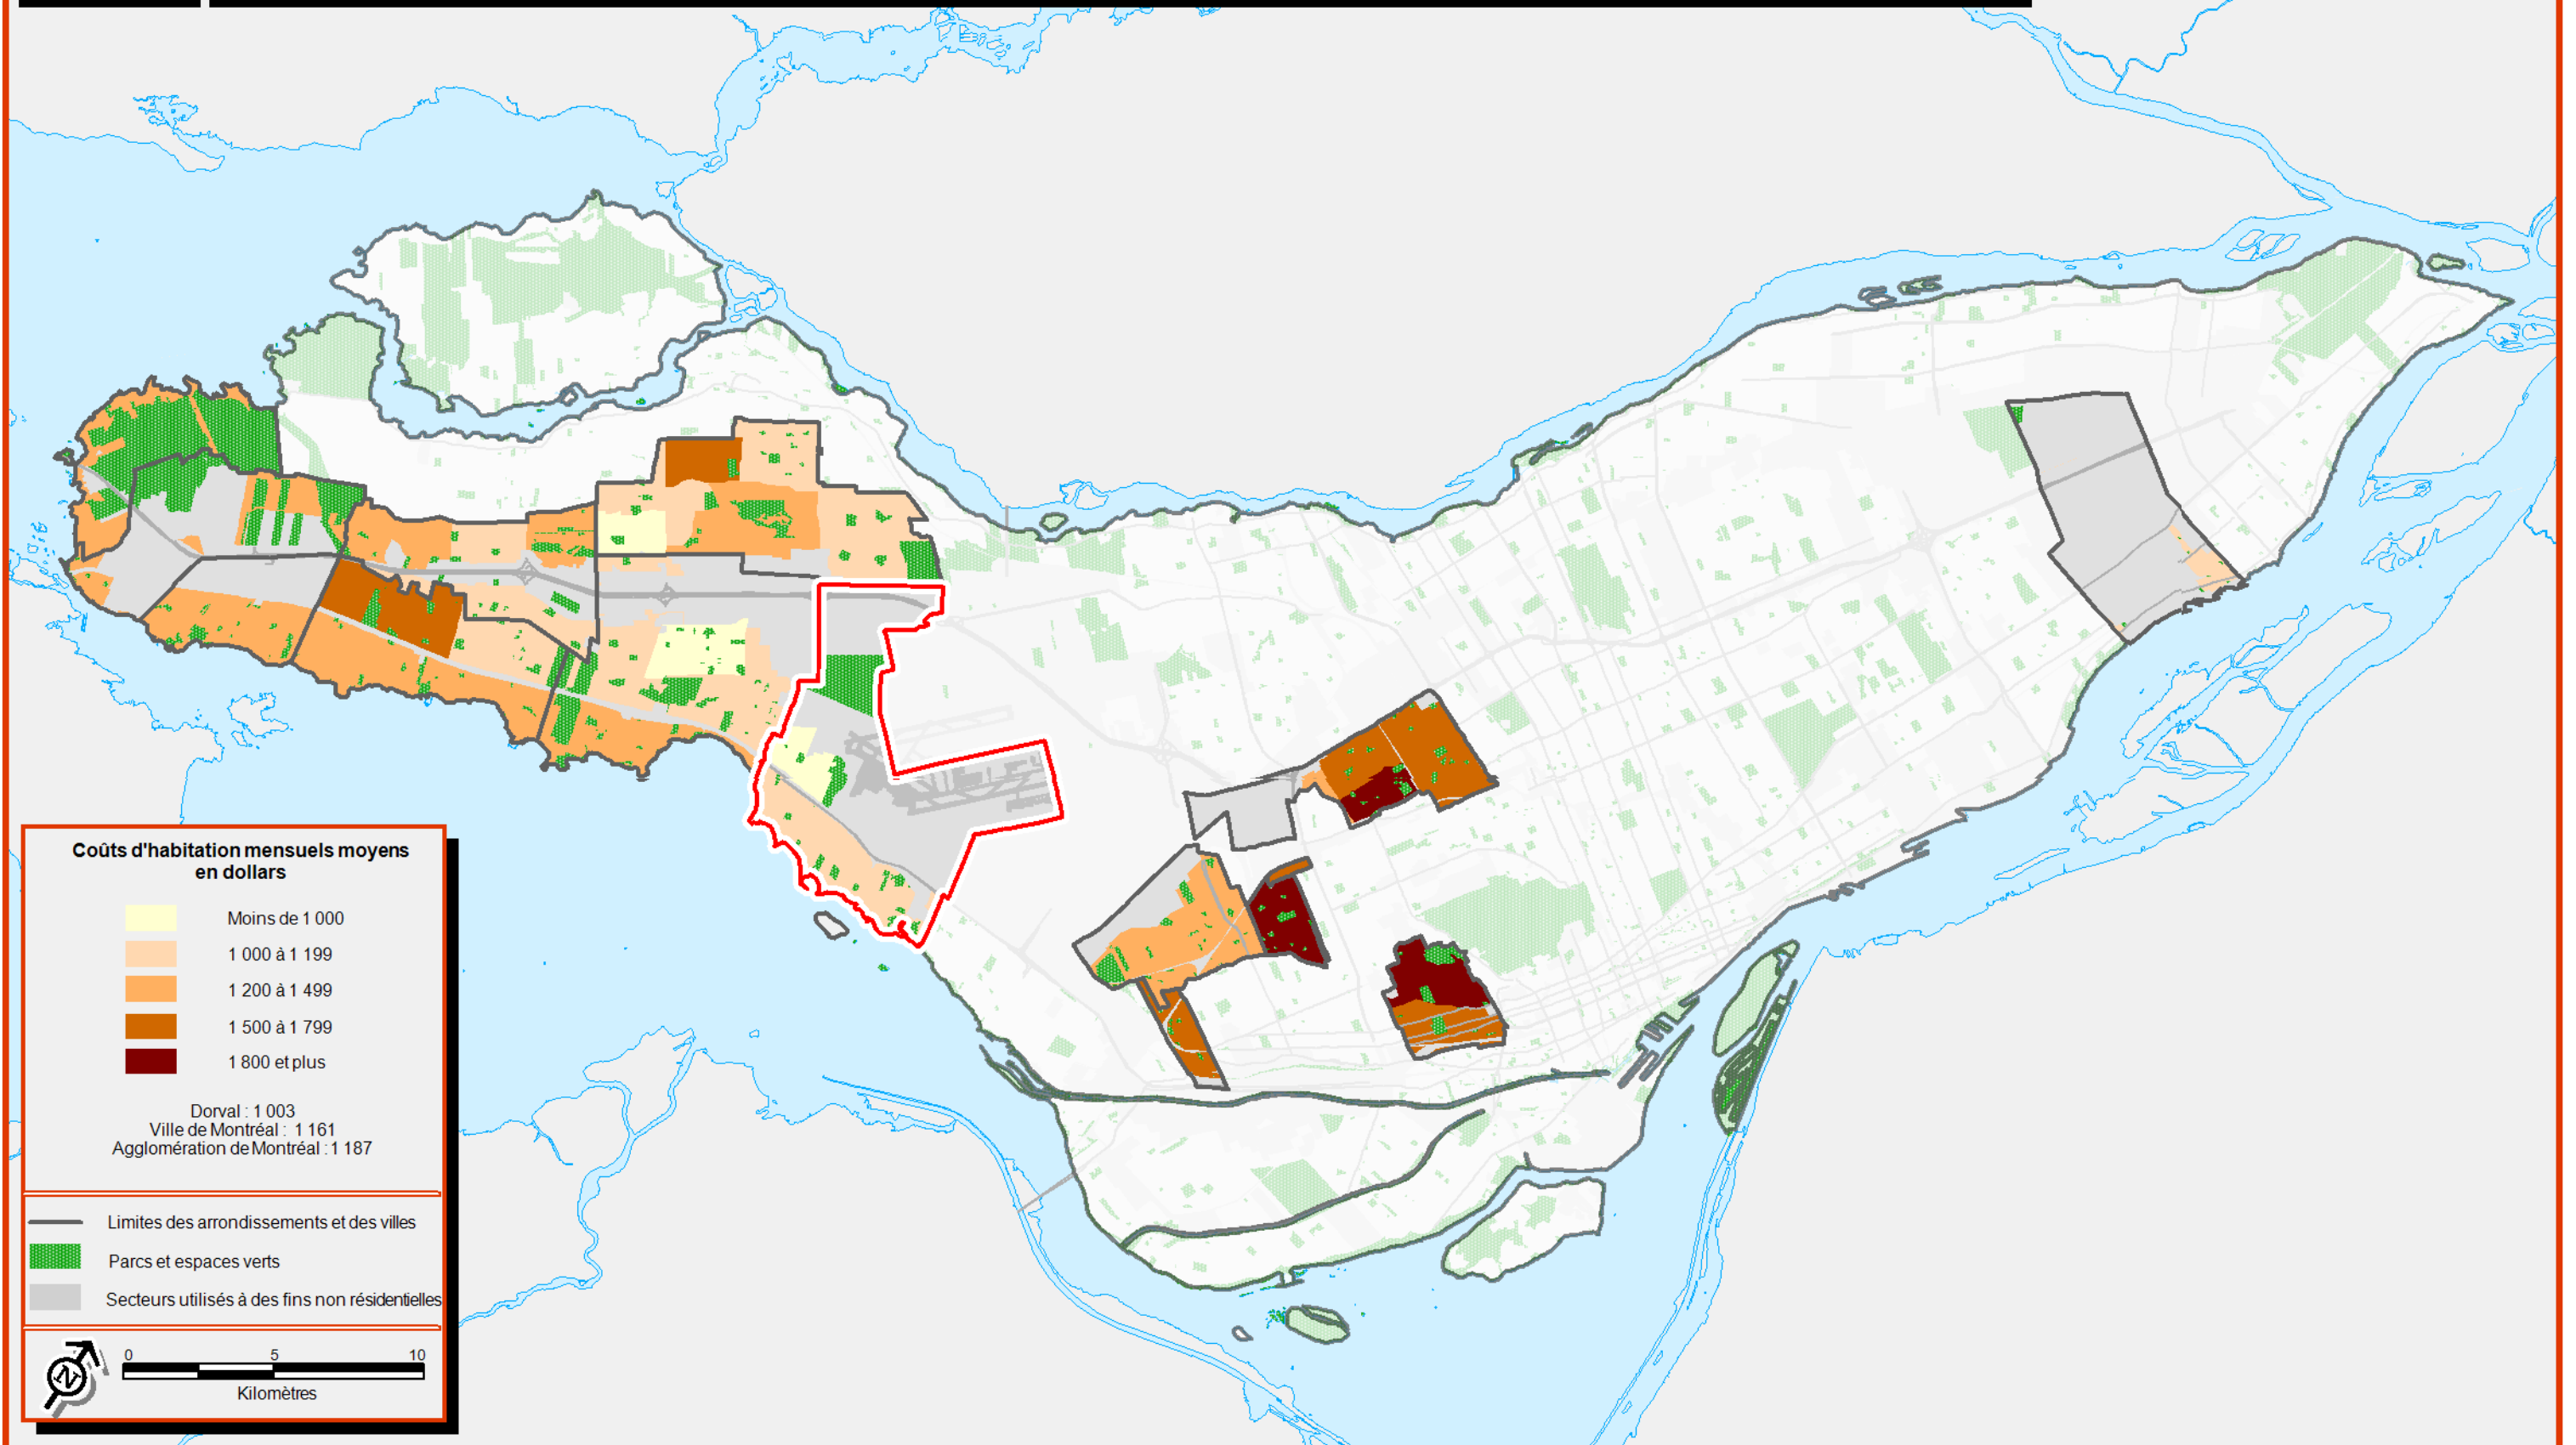 Coûts d'habitation mensuels moyens
en dollars
Moins de 1 000
1 000 à 1 199
1 200 à 1 499
1 500 à 1 799
1 800 et plus
Dorval : 1 003
Ville de Montréal : 1 161
Agglomération de Montréal : 1 187
Limites des arrondissements et des villes
Parcs et espaces verts
Secteurs utilisés à des fins non résidentielles
N
0 5 10
Kilomètres